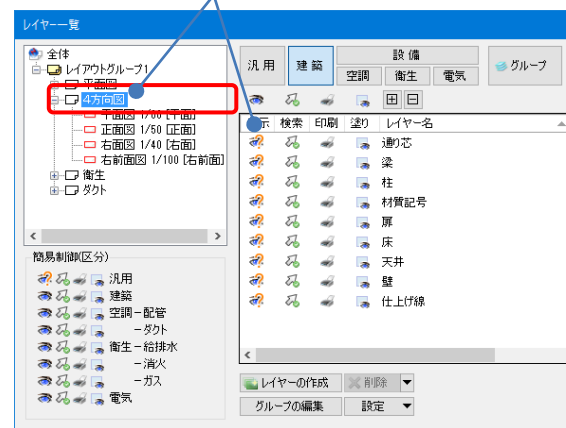 レイヤー一覧
全体
レイアウトグループ1
平面図
4方向図
平面図 1/60 [平面]
正面図 1/50 [正面]
右面図 1/40 [右面]
右前面図 1/100 [右前面]
衛生
ダクト
簡易制御(区分)
汎用
建築
空調－配管
－ダクト
衛生－給排水
－消火
－ガス
電気
汎用
建築
設備
空調
衛生
電気
グループ
示 検索 印刷 塗り レイヤー名
通り芯
梁
柱
材質記号
扉
床
天井
壁
仕上げ線
レイヤーの作成
削除
グループの編集
設定